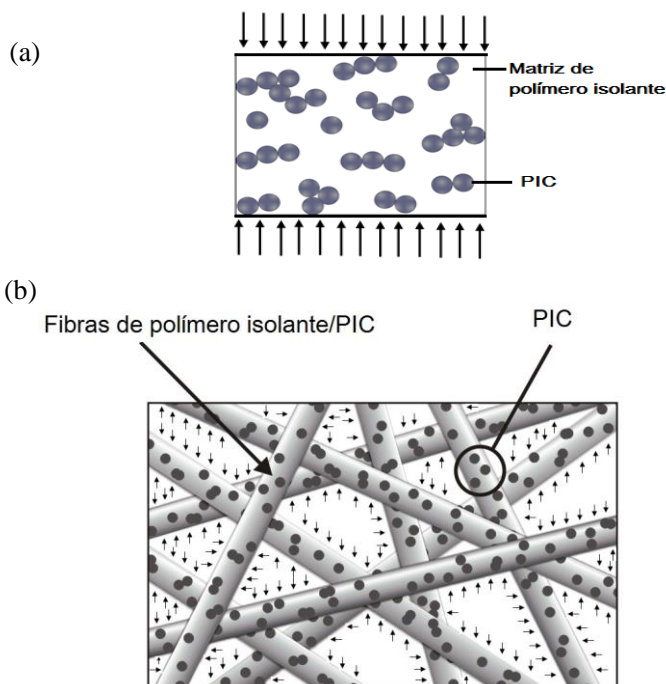 (a)
Matriz de
polímero isolante
PIC
(b)
Fibras de polímero isolante/PIC
PIC